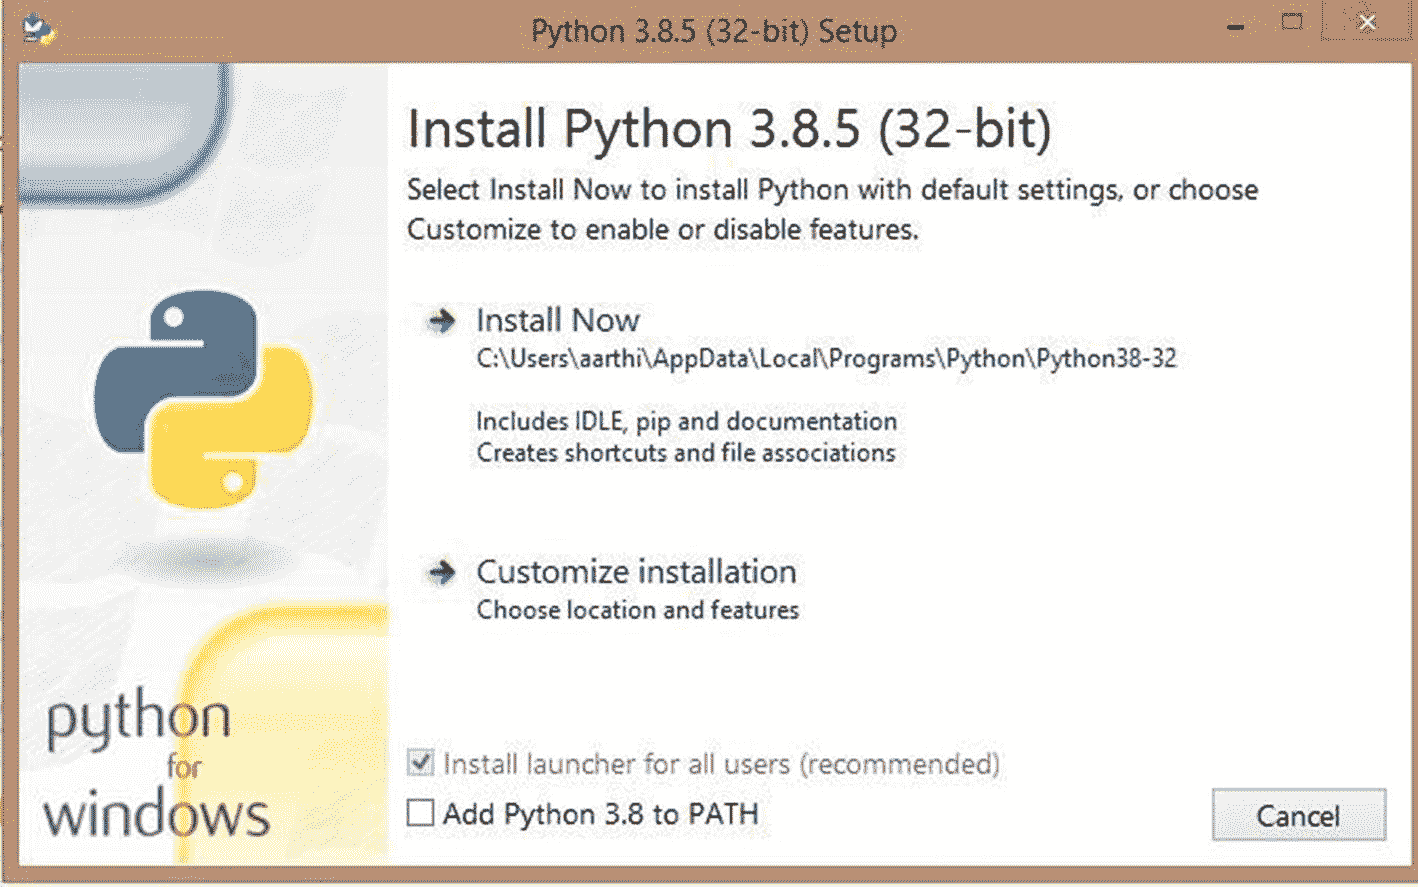 Python 3.8.5 (32-bit) Setup
Install Python 3.8.5 (32-bit)
Select Install Now to install Python with default settings, or choose
Customize to enable or disable features.
Install Now
C:\Users\aarthi\AppData\Local\Programs\Python\Python38-32
Includes IDLE, pip and documentation
Creates shortcuts and file associations
Customize installation
Choose location and features
Install launcher for all users (recommended)
Add Python 3.8 to PATH
Cancel
python
for
windows